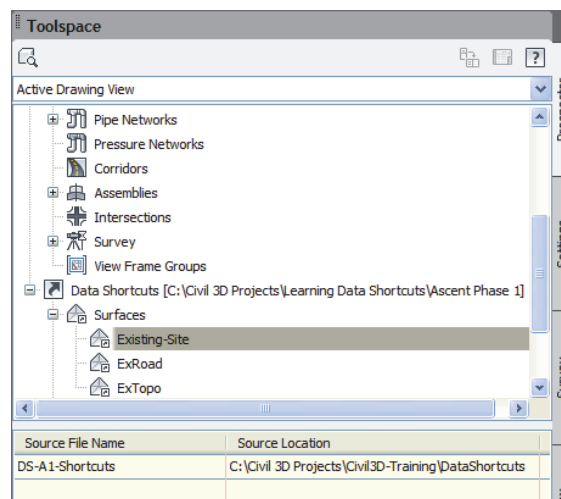 Toolspace
?
Active Drawing View
Pipe Networks
Pressure Networks
Corridors
Assemblies
Intersections
Survey
View Frame Groups
Data Shortcuts [C:\Civil 3D Projects\Learning Data Shortcuts\Ascent Phase 1]
Surfaces
Existing-Site
ExRoad
ExTopo
Source File Name Source Location
DS-A1-Shortcuts C:\Civil 3D Projects\Civil3D-Training\DataShortcuts